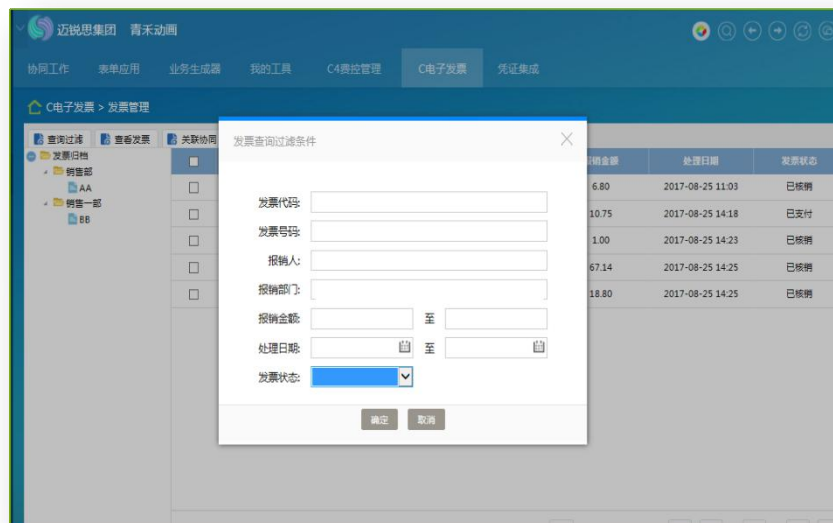 迈锐思集团 青禾动画
协同工作 表单应用 业务生成器 我的工具 C4费控管理 C电子发票 凭证集成
C电子发票 > 发票管理
查询过滤 查看发票 关联协同
发票归档
销售部
AA
销售一部
BB
发票查询过滤条件
发票代码:
发票号码:
报销人:
报销部门:
报销金额: 至
处理日期: 至
发票状态:
确定 取消
报销金额 处理日期 发票状态
6.80 2017-08-25 11:03 已核销
10.75 2017-08-25 14:18 已支付
1.00 2017-08-25 14:23 已核销
67.14 2017-08-25 14:25 已核销
18.80 2017-08-25 14:25 已核销